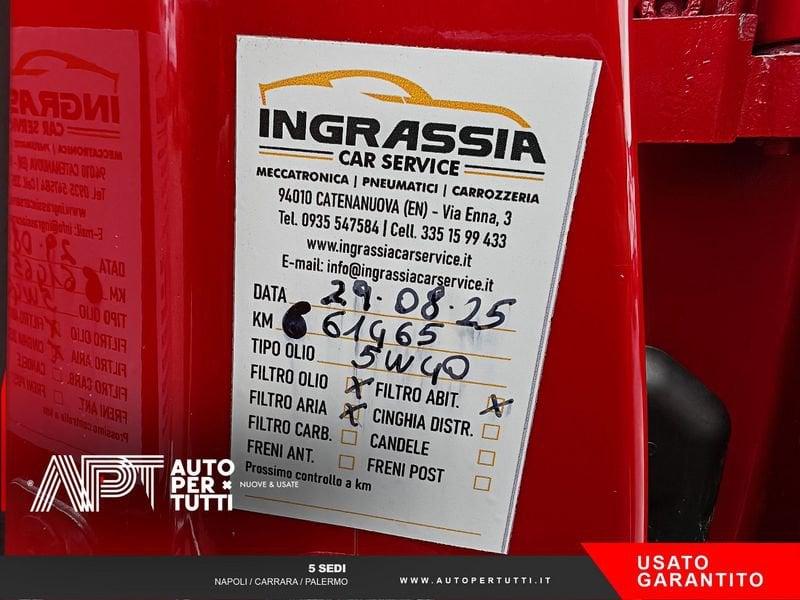 INGRASSIA
CAR SERVICE
MECCATRONICA | PNEUMATICI | CARROZZERIA
94010 CATENANUOVA (EN) - Via Enna, 3
Tel. 0935 547584 | Cell. 335 15 99 433
www.ingrassiacarservice.it
E-mail: info@ingrassiacarservice.it
DATA 29.08.25
KM 661465
TIPO OLIO 5W40
FILTRO OLIO X FILTRO ABIT. X
FILTRO ARIA X CINGHIA DISTR.
FILTRO CARB. CANDELE
FRENI ANT. FRENI POST
Prossimo controllo a km
APT AUTO
PER
TUTTI
NUOVE & USATE
5 SEDI
NAPOLI / CARRARA / PALERMO
WWW.AUTOPERTUTTI.IT
USATO
GARANTITO